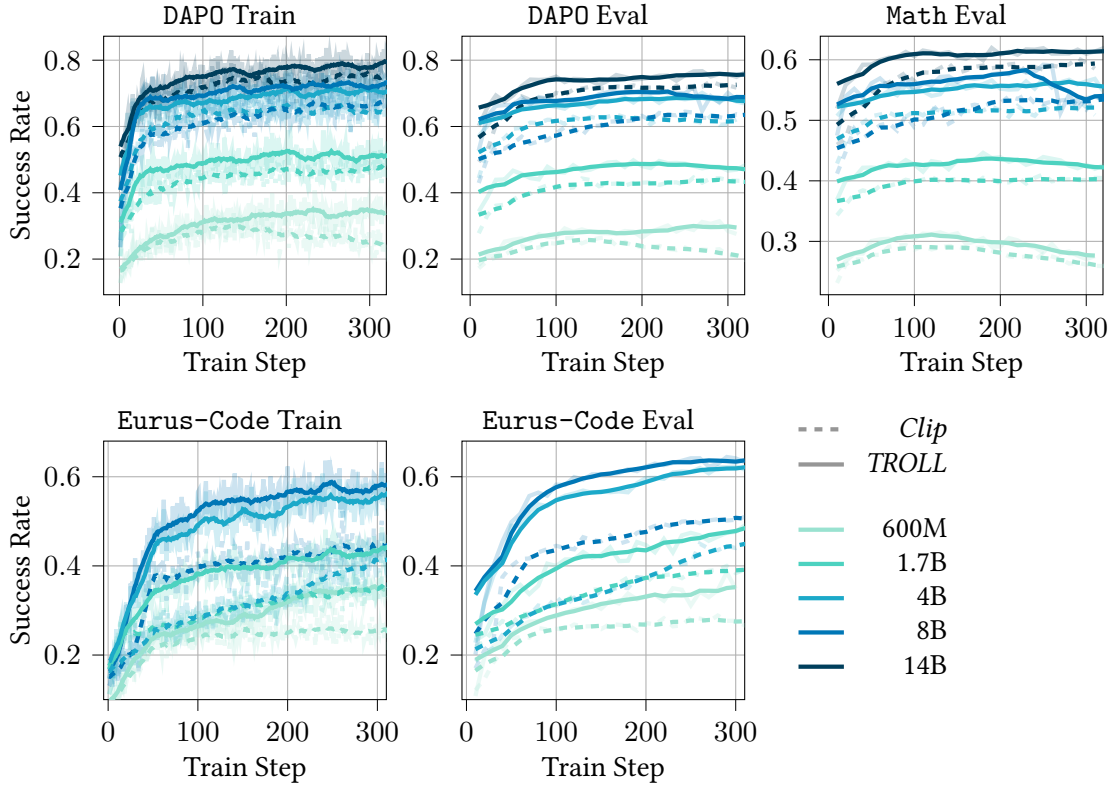 DAPO Train
DAPO Eval
Math Eval
Success Rate
0.8
0.6
0.4
0.2
0.8
0.6
0.4
0.2
0.6
0.5
0.4
0.3
0 100 200 300
0 100 200 300
0 100 200 300
Train Step
Train Step
Train Step
Eurus-Code Train
Eurus-Code Eval
Success Rate
0.6
0.4
0.2
0.6
0.4
0.2
0 100 200 300
0 100 200 300
Train Step
Train Step
Clip
TROLL
600M
1.7B
4B
8B
14B